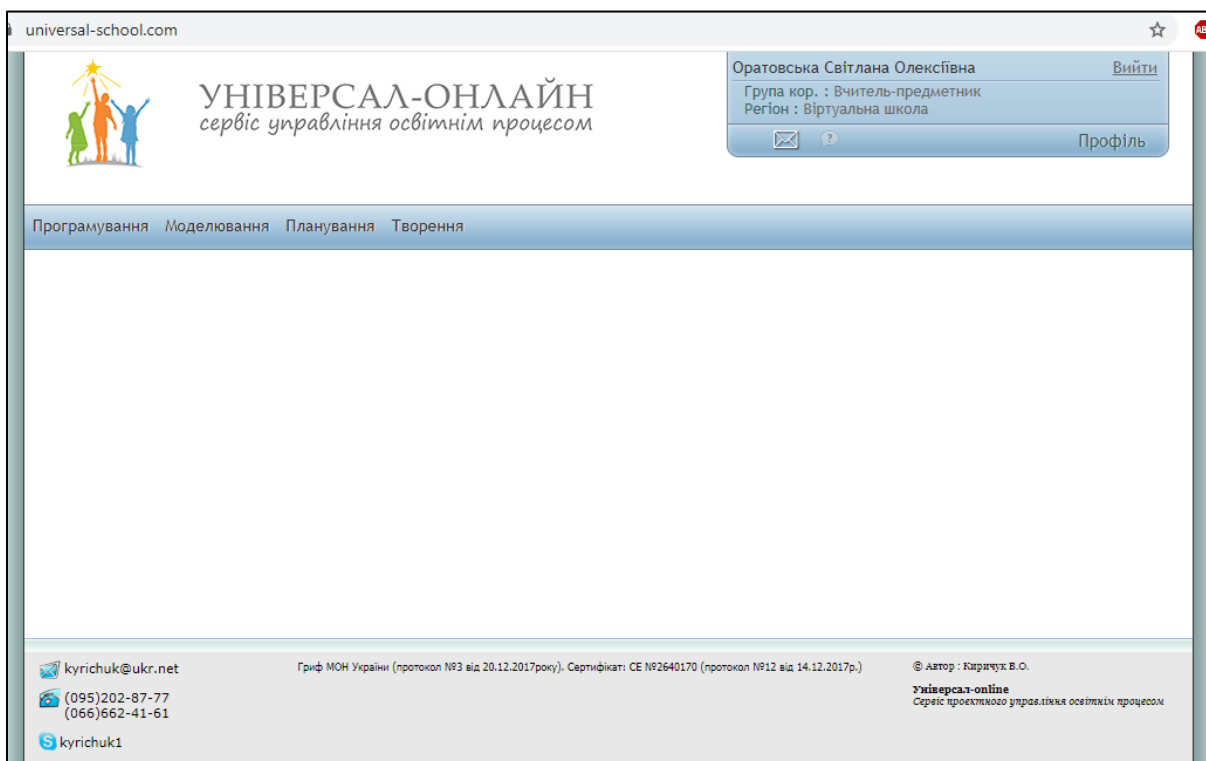 universal-school.com
УНІВЕРСАЛ-ОНЛАЙН
сервіс управління освітнім процесом
Оратовська Світлана Олексіївна Вийти
Група кор. : Вчитель-предметник
Регіон : Віртуальна школа
Профіль
Програмування Моделювання Планування Творення
kyrichuk@ukr.net
(095)202-87-77
(066)662-41-61
kyrichuk1
Гриф МОН України (протокол №3 від 20.12.2017року). Сертифікат: СЕ №2640170 (протокол №12 від 14.12.2017р.)
© Автор : Киричук В.О.
Універсал-online
Сервіс проектного управління освітнім процесом